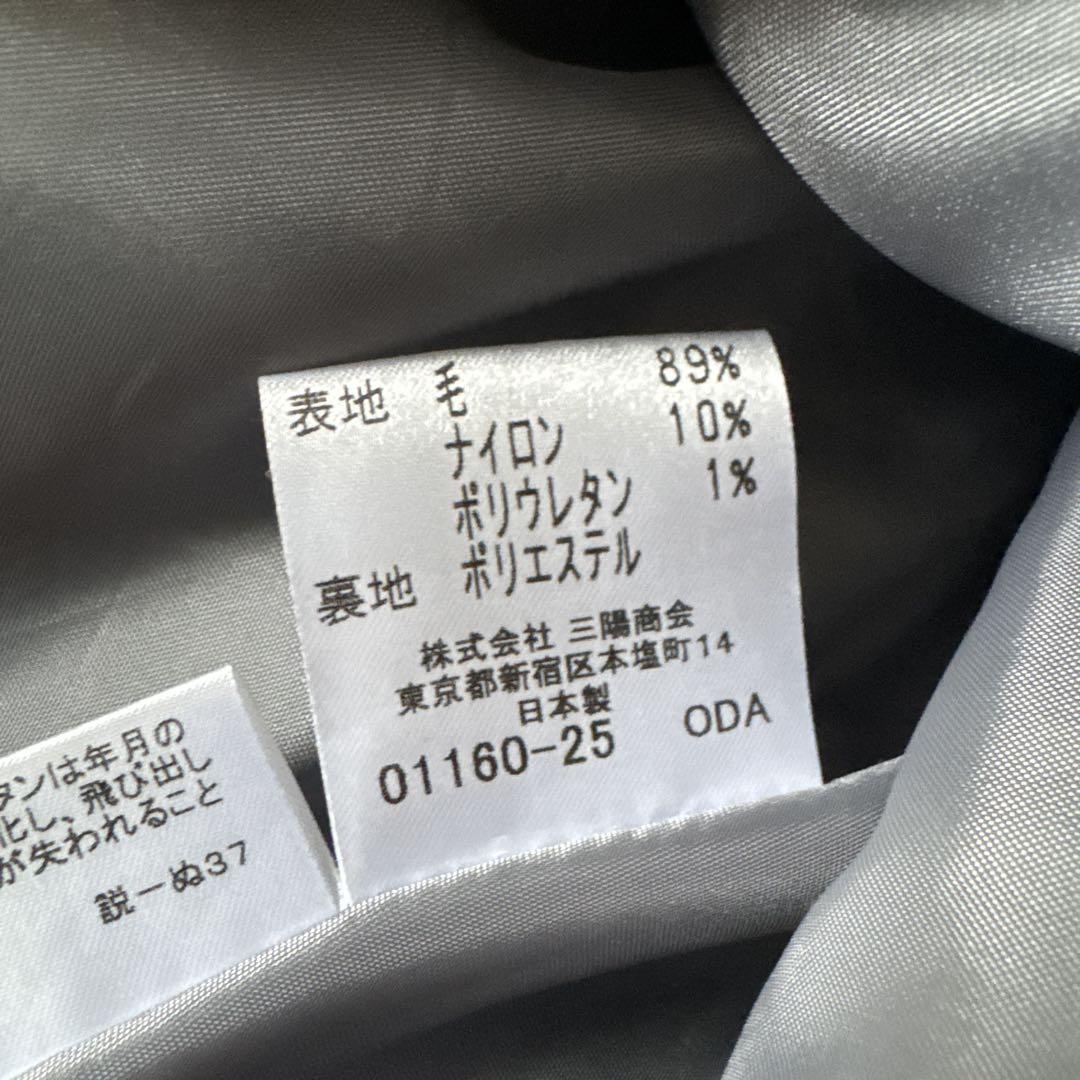 表地 毛 89%
ナイロン 10%
ポリウレタン 1%
裏地 ポリエステル
株式会社 三陽商会
東京都新宿区本塩町14
日本製
01160-25 ODA
タンは年月の
化し、飛び出し
が失われること
説ーぬ37